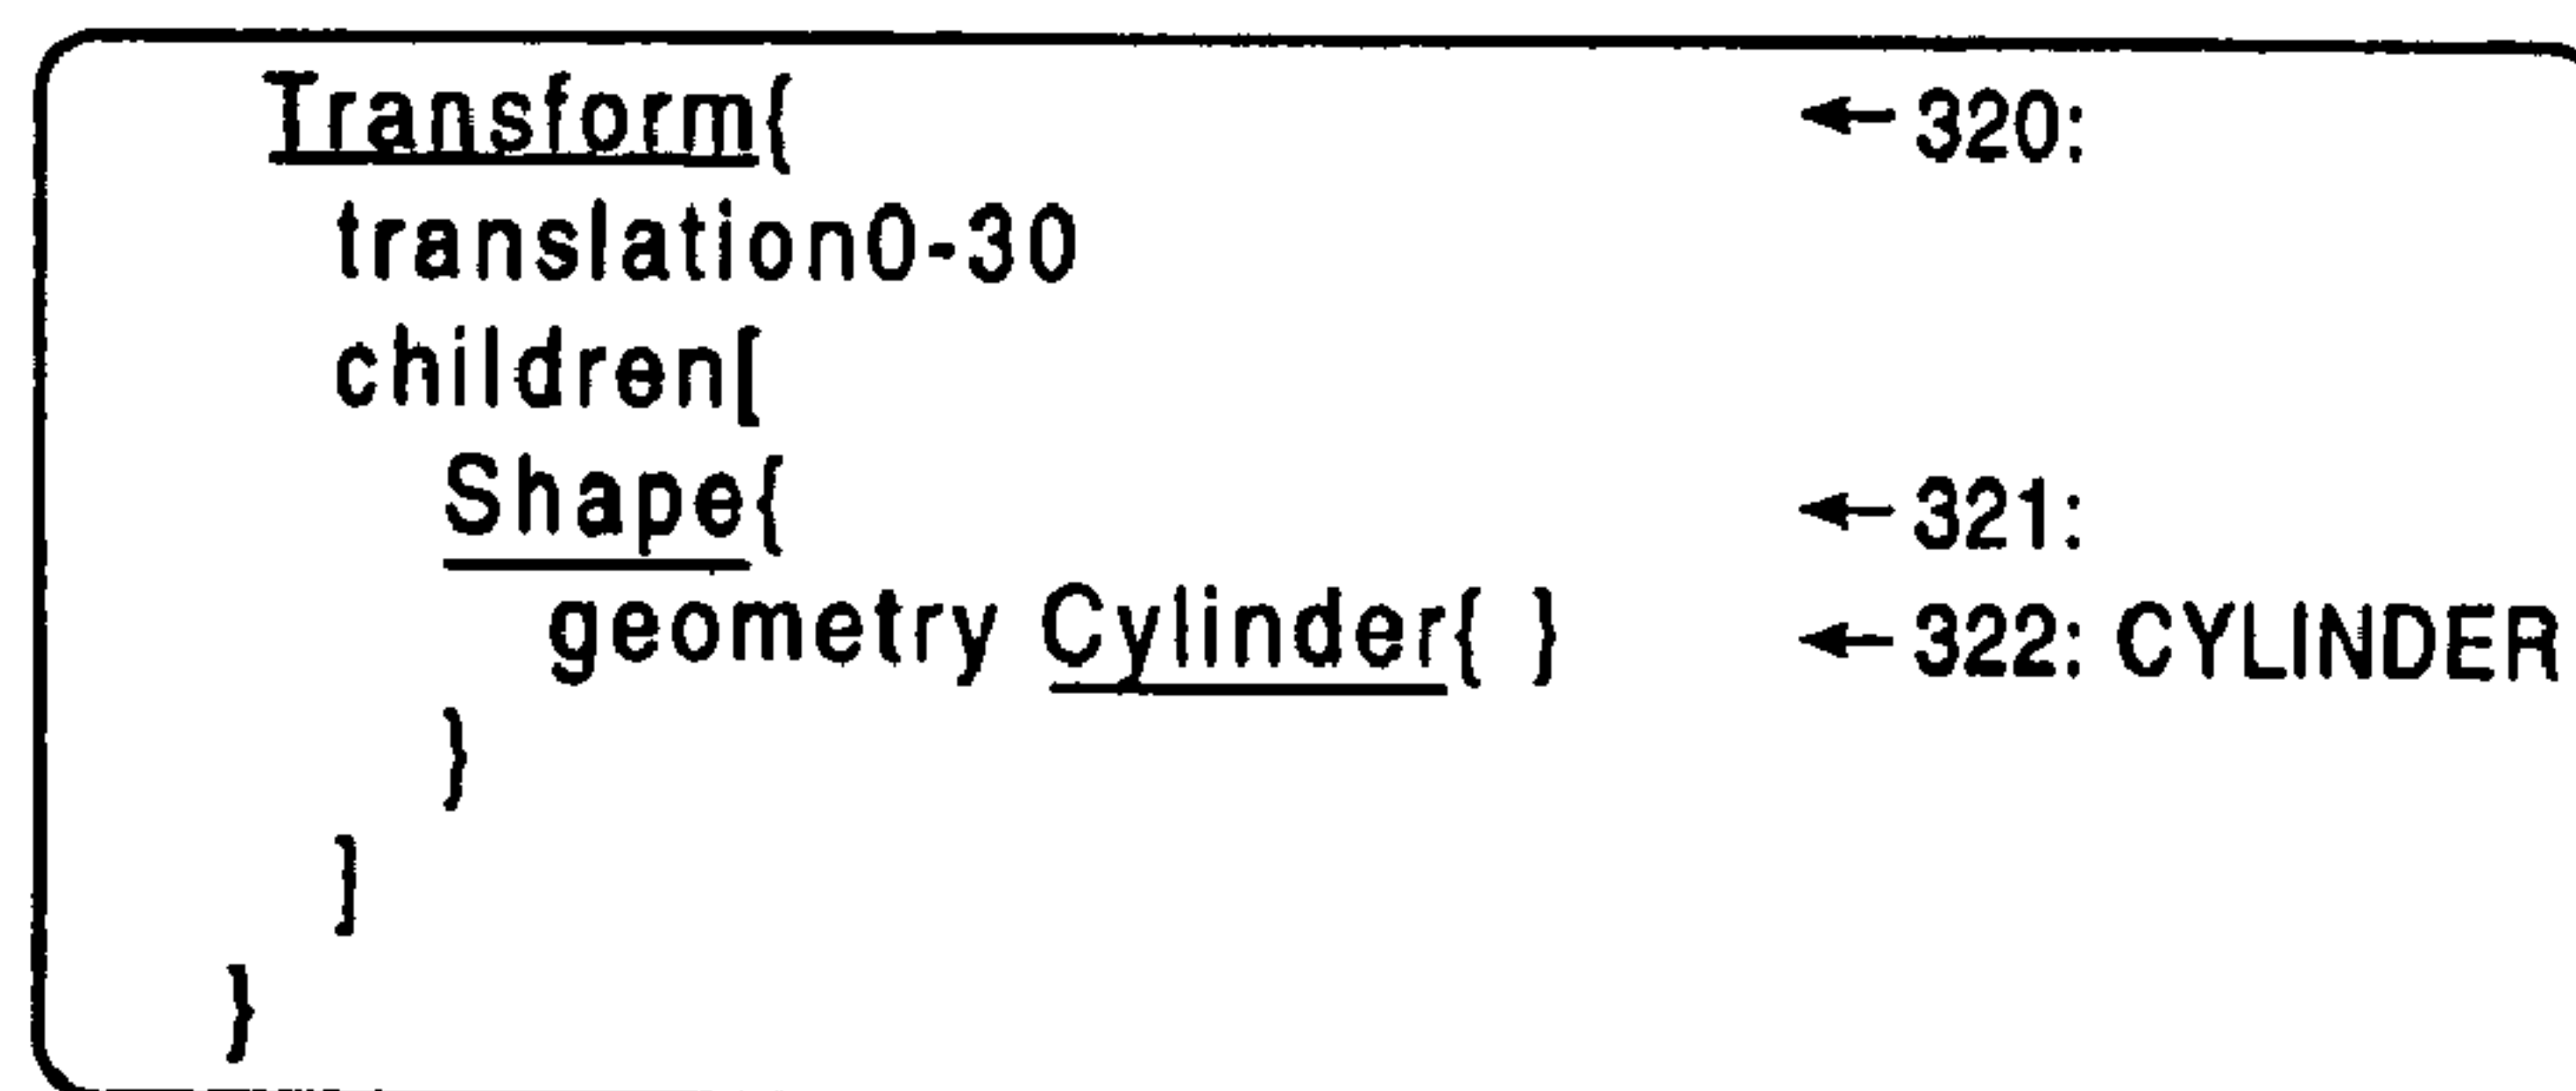 Transform{ ← 320:
translation0-30
children[
Shape{ ← 321:
geometry Cylinder{ } ← 322: CYLINDER
}
]
}